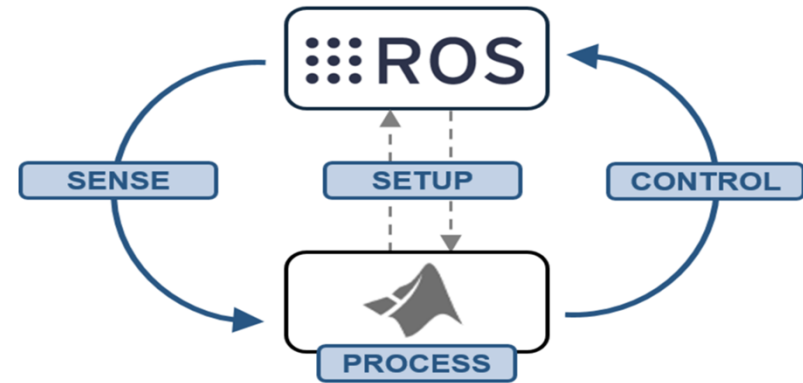 ROS
SENSE
SETUP
CONTROL
PROCESS